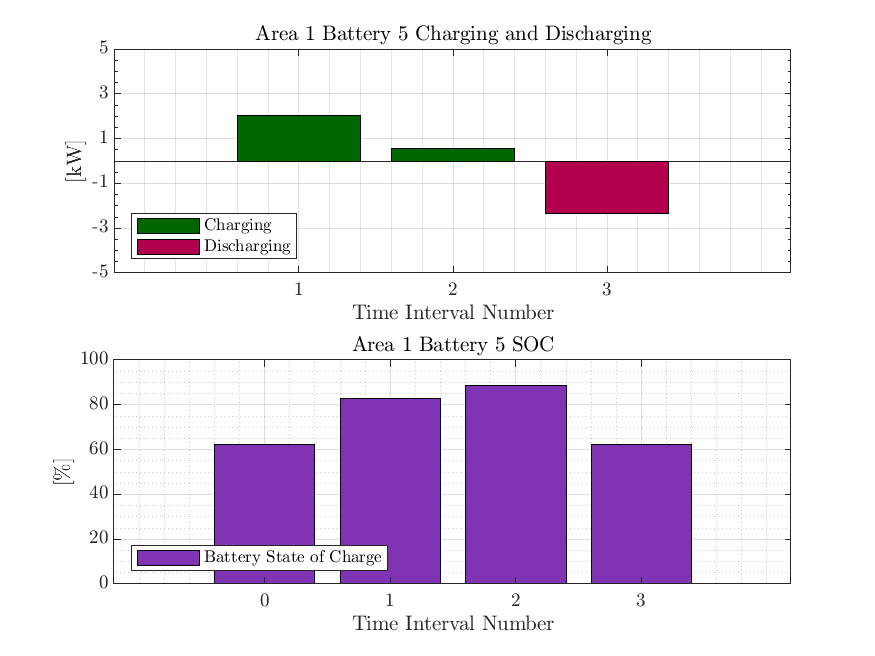 Area 1 Battery 5 Charging and Discharging
5
3
1
-1
-3
-5
[kW]
Charging
Discharging
1 2 3
Time Interval Number
Area 1 Battery 5 SOC
100
80
60
40
20
0
[%]
Battery State of Charge
0 1 2 3
Time Interval Number